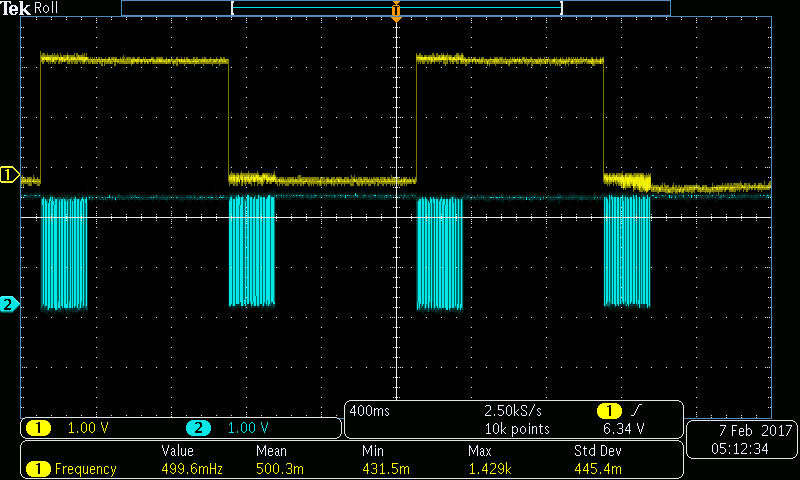 Tek Roll
T
1
2
1 1.00 V 2 1.00 V
400ms 2.50kS/s 1
10k points 6.34 V
7 Feb 2017
05:12:34
Value Mean Min Max Std Dev
1 Frequency 499.6mHz 500.3m 431.5m 1.429k 445.4m